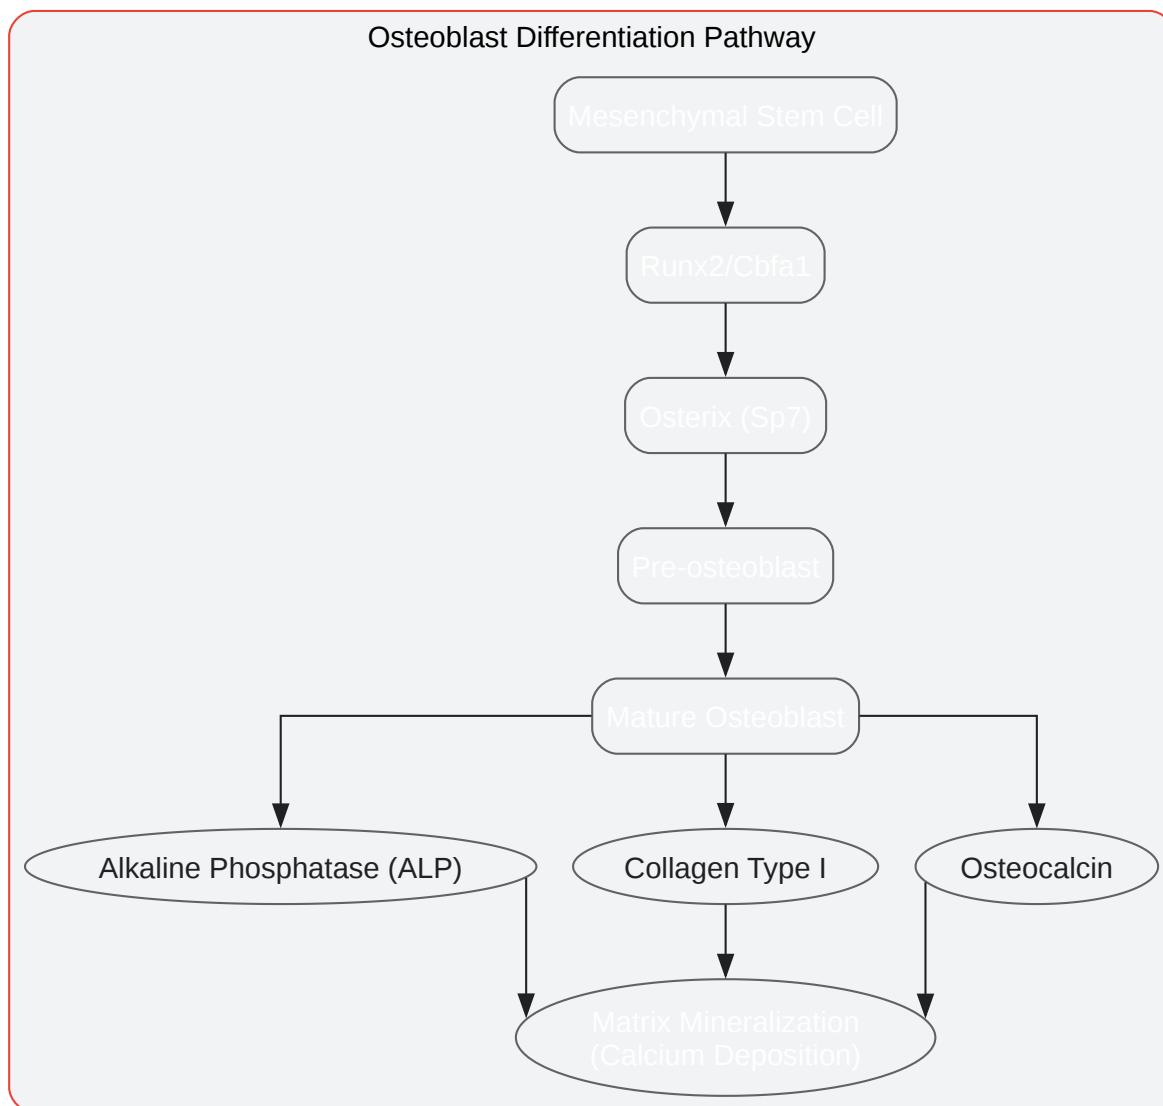 Osteoblast Differentiation Pathway
Mesenchymal Stem Cell
Runx2/Cbfa1
Osterix (Sp7)
Pre-osteoblast
Mature Osteoblast
Alkaline Phosphatase (ALP)
Collagen Type I
Osteocalcin
Matrix Mineralization
(Calcium Deposition)